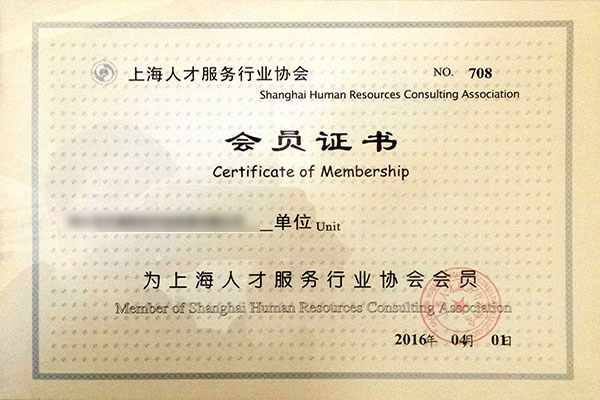 上海人才服务行业协会 NO. 708
Shanghai Human Resources Consulting Association
会员证书
Certificate of Membership
单位 Unit
为上海人才服务行业协会会员
Member of Shanghai Human Resources Consulting Association
2016年 04月 01日